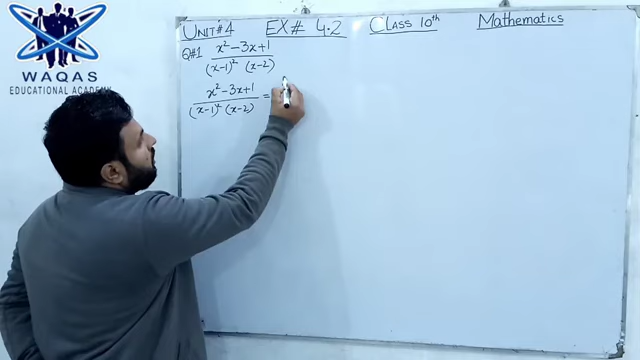 WAQAS
EDUCATIONAL ACADEMY
UNIT#4 EX# 4.2 CLASS 10th Mathematics
Q#1 x² - 3x + 1
(x-1)² (x-2)
x² - 3x + 1 =
(x-1)² (x-2)